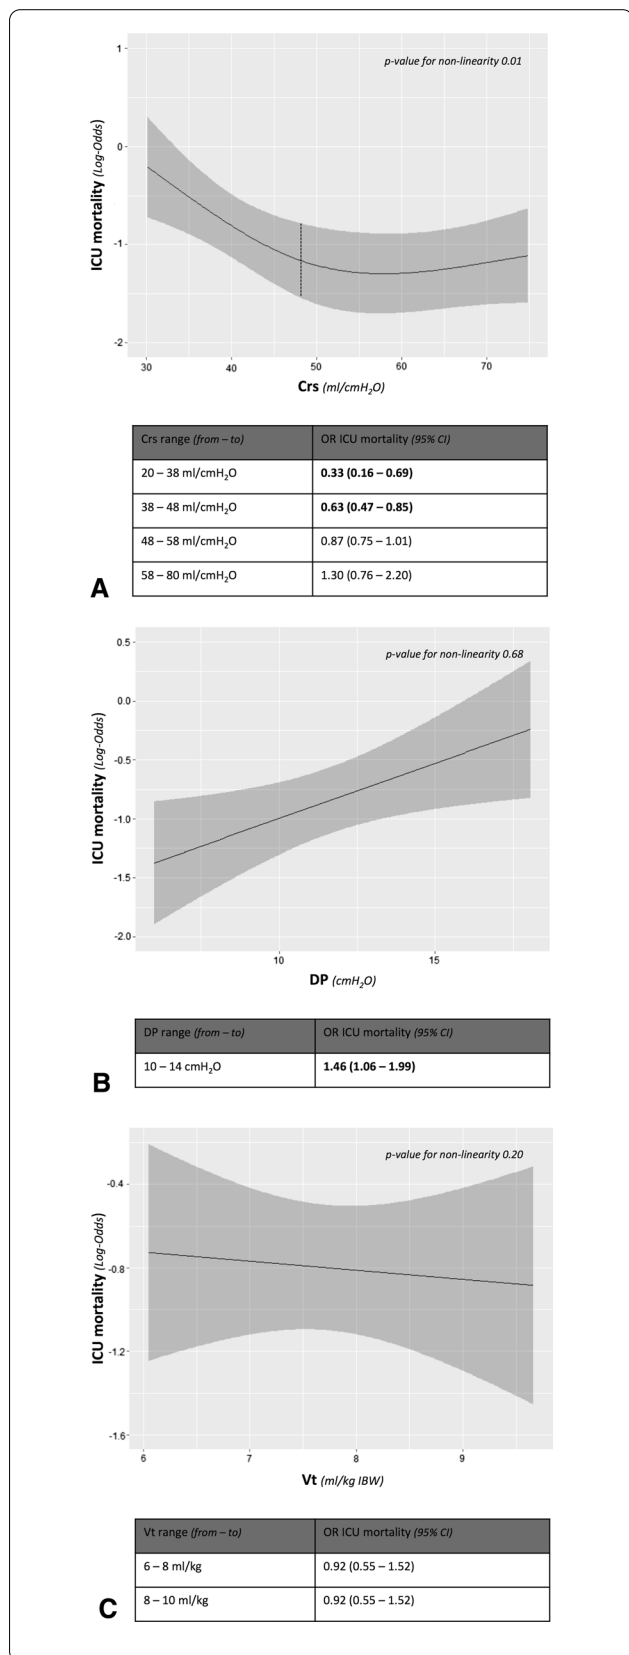 p-value for non-linearity 0.01
ICU mortality (Log-Odds)
1
0
-1
-2
30 40 50 60 70
Crs (ml/cmH₂O)
Crs range (from – to) OR ICU mortality (95% CI)
20 – 38 ml/cmH₂O 0.33 (0.16 – 0.69)
38 – 48 ml/cmH₂O 0.63 (0.47 – 0.85)
48 – 58 ml/cmH₂O 0.87 (0.75 – 1.01)
58 – 80 ml/cmH₂O 1.30 (0.76 – 2.20)
A
p-value for non-linearity 0.68
ICU mortality (Log-Odds)
0.5
0.0
-0.5
-1.0
-1.5
-2.0
10 15
DP (cmH₂O)
DP range (from – to) OR ICU mortality (95% CI)
10 – 14 cmH₂O 1.46 (1.06 – 1.99)
B
p-value for non-linearity 0.20
ICU mortality (Log-Odds)
-0.4
-0.8
-1.2
-1.6
6 7 8 9
Vt (ml/kg IBW)
Vt range (from – to) OR ICU mortality (95% CI)
6 – 8 ml/kg 0.92 (0.55 – 1.52)
8 – 10 ml/kg 0.92 (0.55 – 1.52)
C